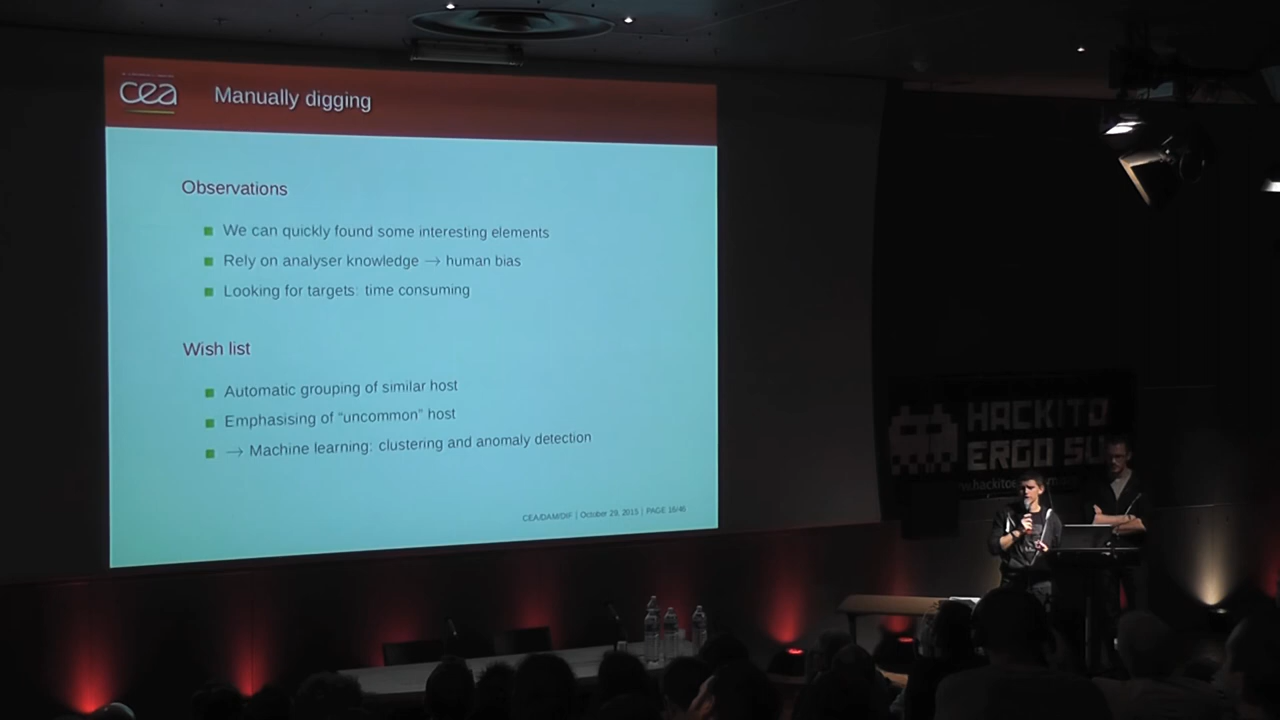 cea
Manually digging
Observations
We can quickly found some interesting elements
Rely on analyser knowledge → human bias
Looking for targets: time consuming
Wish list
Automatic grouping of similar host
Emphasising of “uncommon” host
→ Machine learning: clustering and anomaly detection
CEA/DAM/DIF | October 29, 2015 | PAGE 16/46
HACKITO
ERGO SU